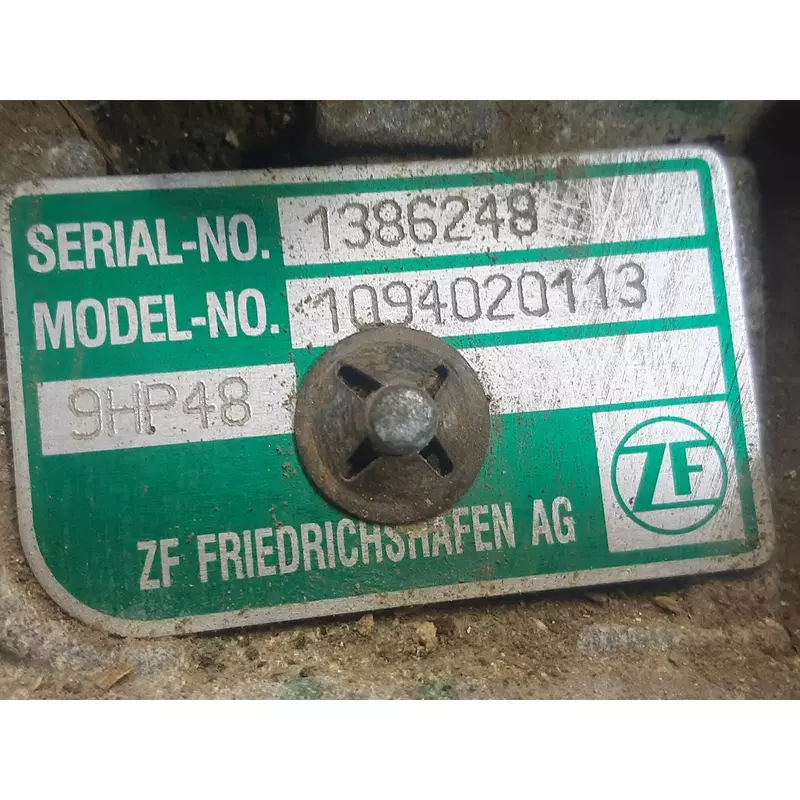 SERIAL-NO. 1386248
MODEL-NO. 1094020113
9HP48
ZF FRIEDRICHSHAFEN AG
ZF